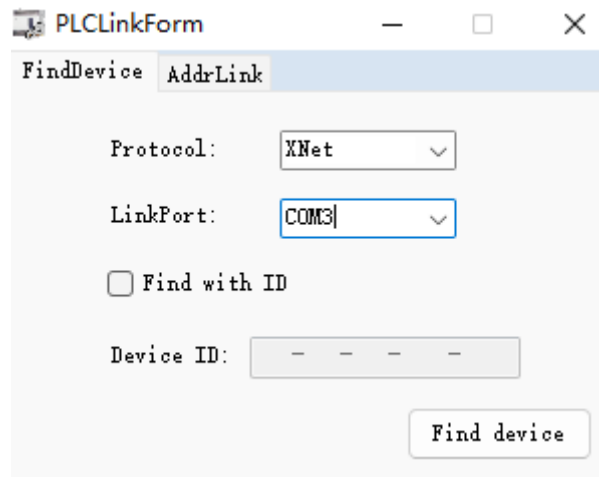 PLCLinkForm
FindDevice AddrLink
Protocol: XNet
LinkPort: COM3
Find with ID
Device ID: - - - -
Find device